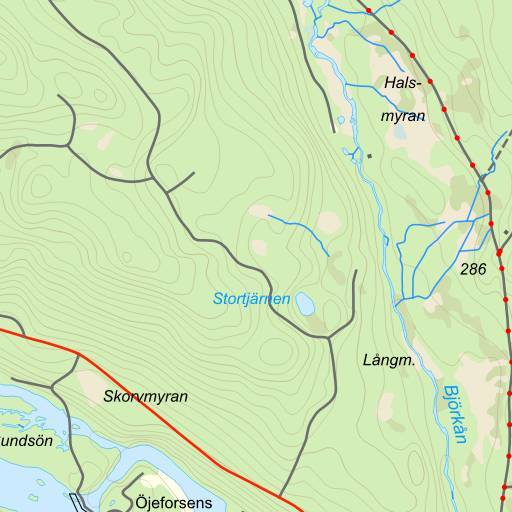 Hals-
myran
286
Stortjärnen
Långm.
Skorvmyran
Björkån
undsön
Öjeforsens